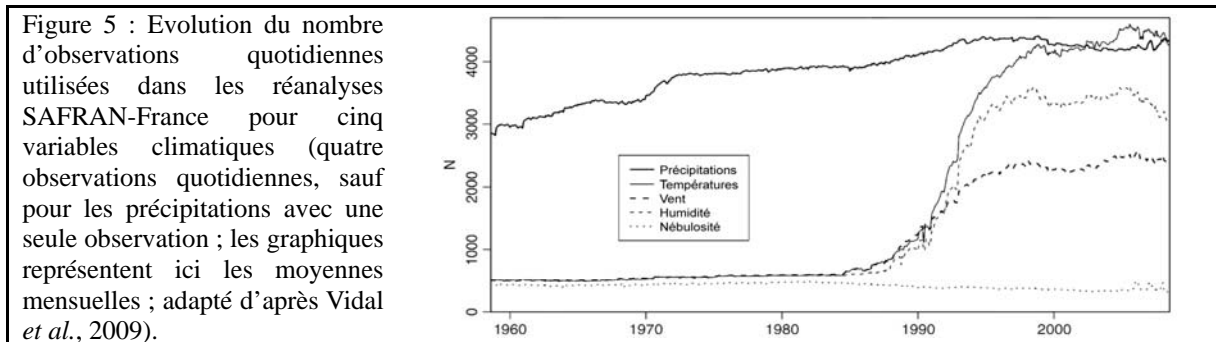 Figure 5 : Evolution du nombre
d'observations quotidiennes
utilisées dans les réanalyses
SAFRAN-France pour cinq
variables climatiques (quatre
observations quotidiennes, sauf
pour les précipitations avec une
seule observation ; les graphiques
représentent ici les moyennes
mensuelles ; adapté d'après Vidal
et al., 2009).
N
4000
3000
2000
1000
0
Précipitations
Températures
Vent
Humidité
Nébulosité
1960 1970 1980 1990 2000